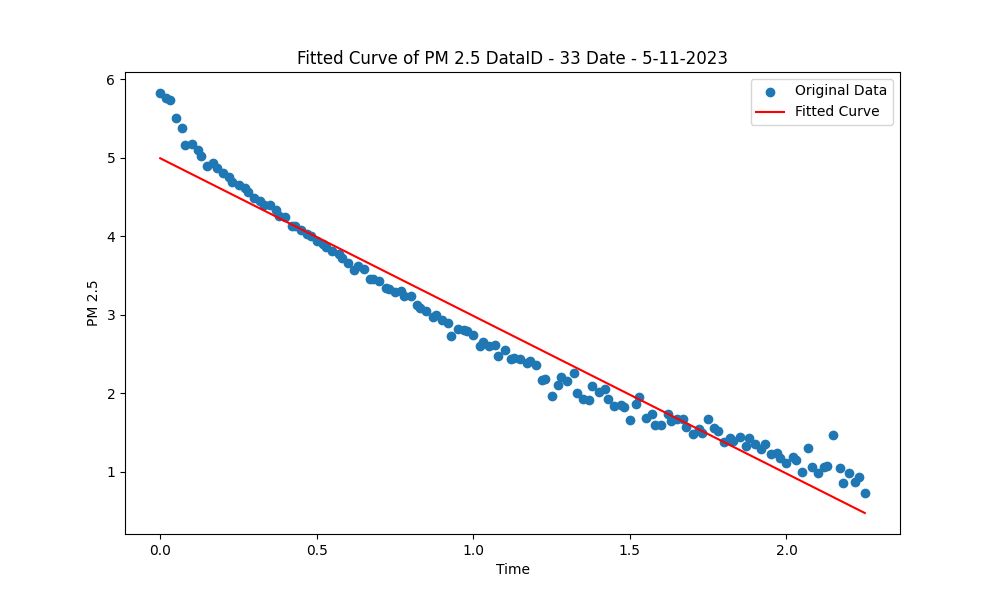 Fitted Curve of PM 2.5 DataID - 33 Date - 5-11-2023
Original Data
Fitted Curve
PM 2.5
6
5
4
3
2
1
0.0
0.5
1.0
1.5
2.0
Time